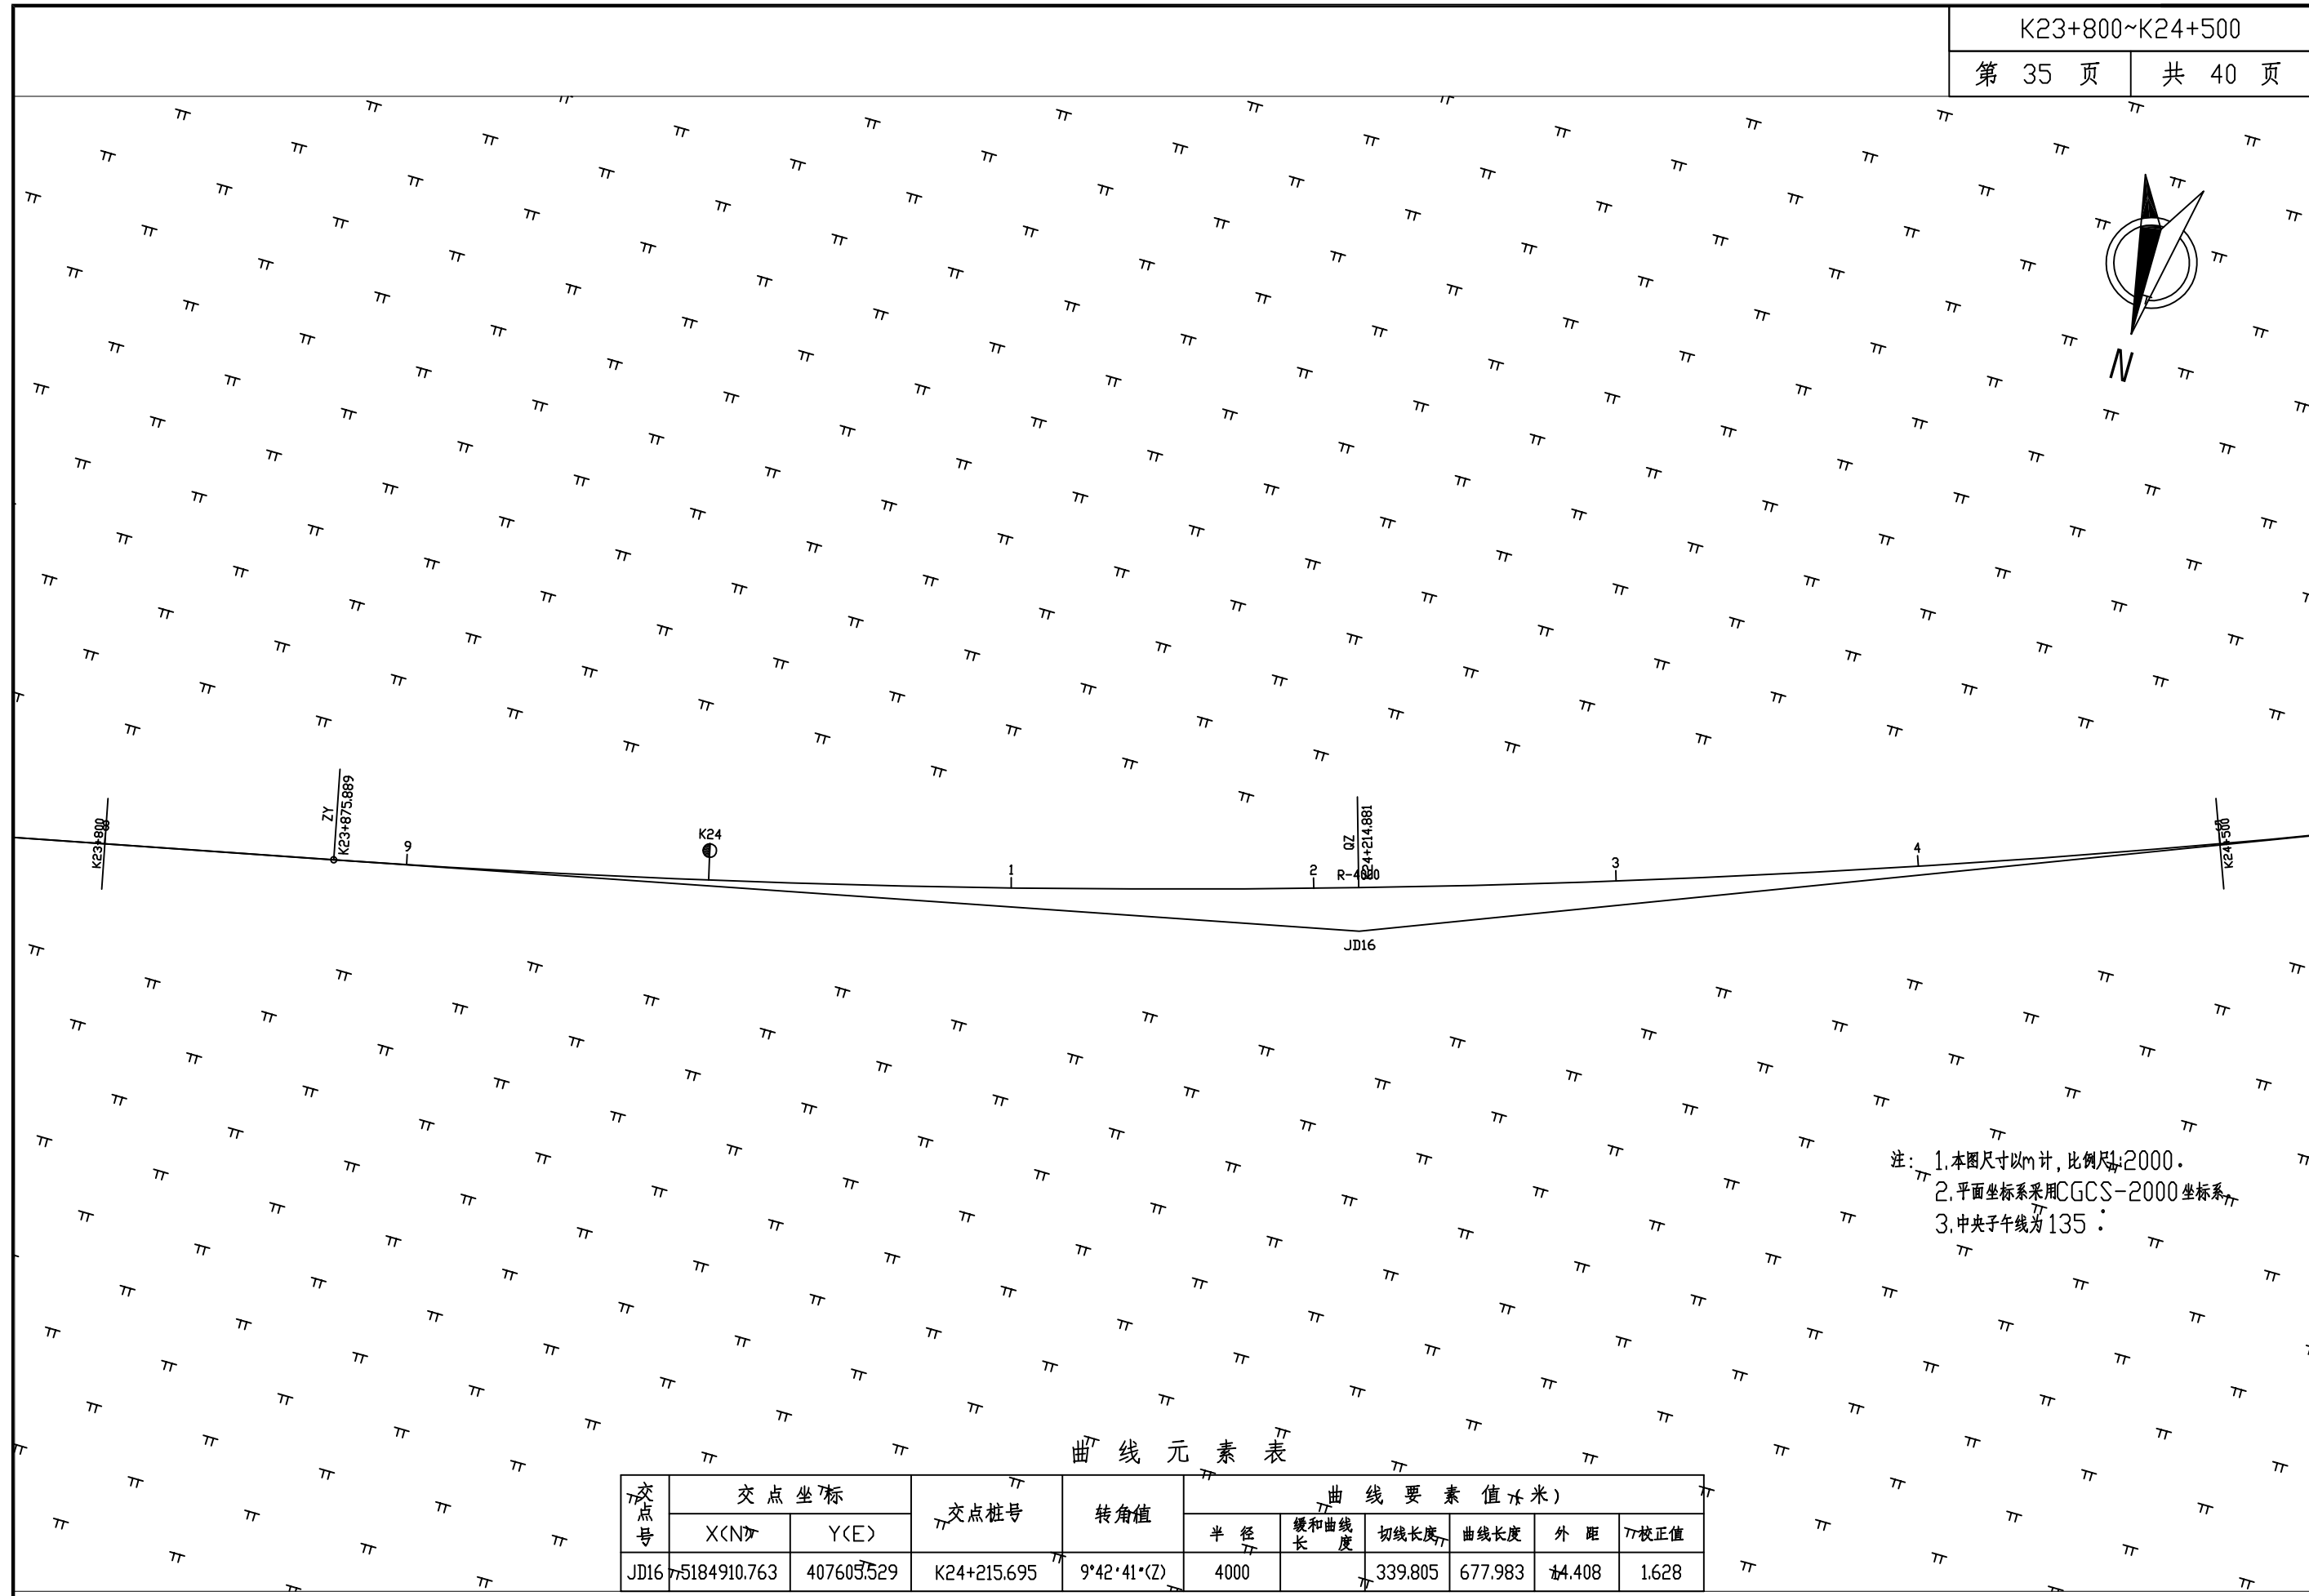 K23+800~K24+500
第 35 页 共 40 页
N
K23+800
8
ZY
K23+875.889
9
K24
1
2
QZ
K24+214.881
R-4000
3
4
5
K24+500
JD16
注: 1.本图尺寸以m计,比例尺1:2000.
2.平面坐标系采用CGCS-2000坐标系.
3.中央子午线为135°.
曲线元素表
交点号 交点坐标 交点桩号 转角值 曲线要素值(米)
X(N) Y(E) 半径 缓和曲线长度 切线长度 曲线长度 外距 校正值
JD16 5184910.763 407605.529 K24+215.695 9°42'41"(Z) 4000 339.805 677.983 14.408 1.628